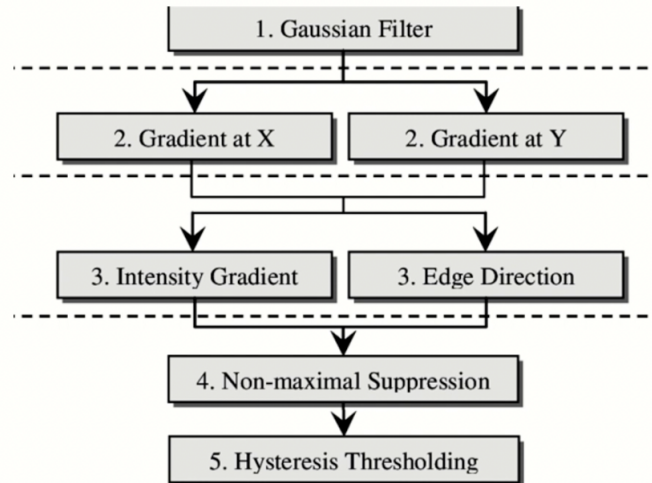 1. Gaussian Filter
2. Gradient at X
2. Gradient at Y
3. Intensity Gradient
3. Edge Direction
4. Non-maximal Suppression
5. Hysteresis Thresholding